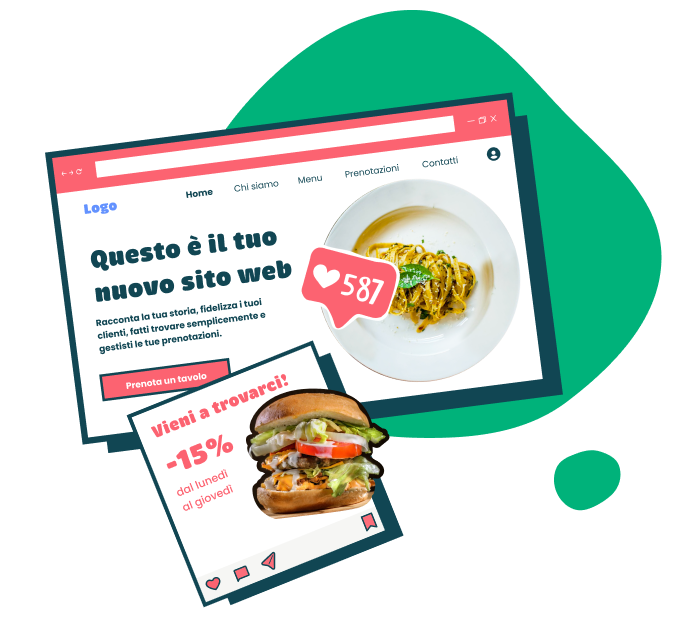 Home
Chi siamo
Menu
Prenotazioni
Contatti
Logo
Questo è il tuo
nuovo sito web
Racconta la tua storia, fidelizza i tuoi
clienti, fatti trovare semplicemente e
gestisti le tue prenotazioni.
Prenota un tavolo
587
Vieni a trovarci!
-15%
dal lunedì
al giovedì